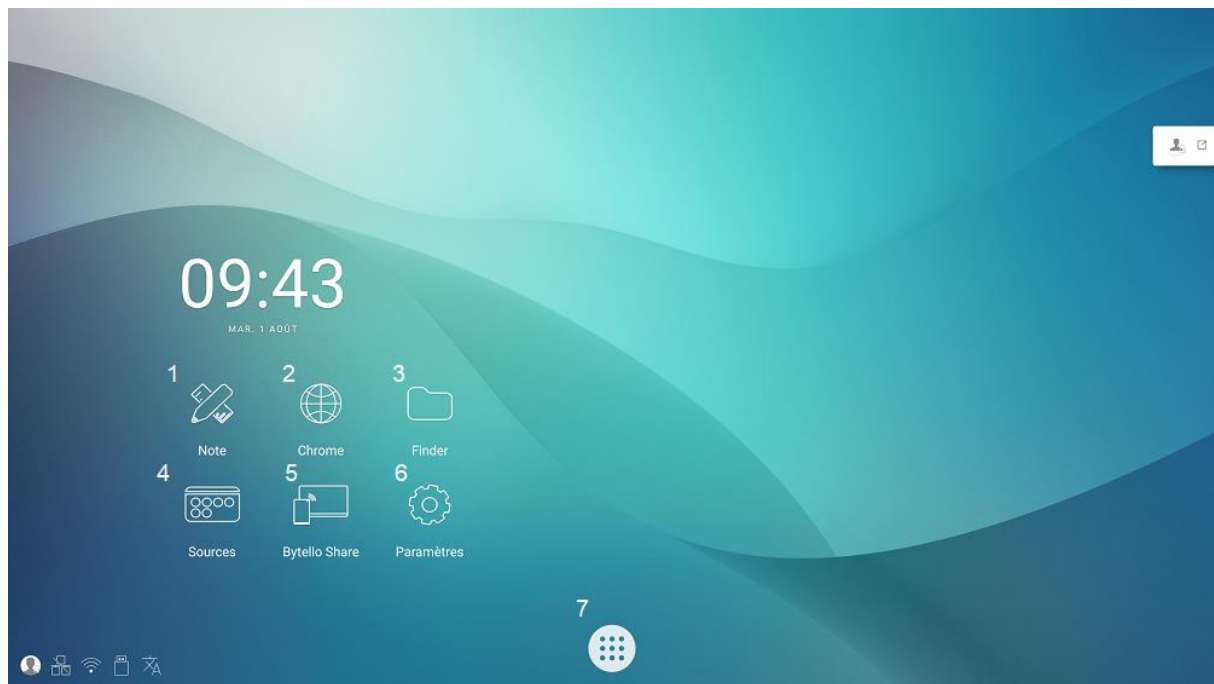 09:43
MAR. 1 AOÛT
1 2 3
Note Chrome Finder
4 5 6
Sources Bytello Share Paramètres
7